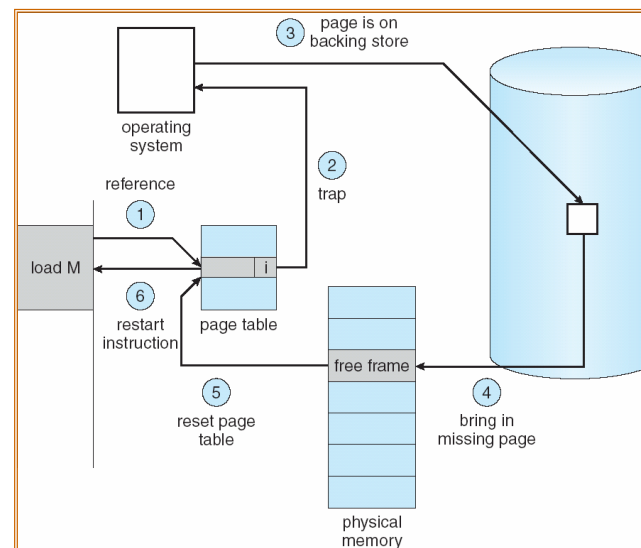 3
page is on
backing store
operating
system
2
trap
reference
1
load M
i
6
restart
instruction
page table
free frame
5
reset page
table
4
bring in
missing page
physical
memory